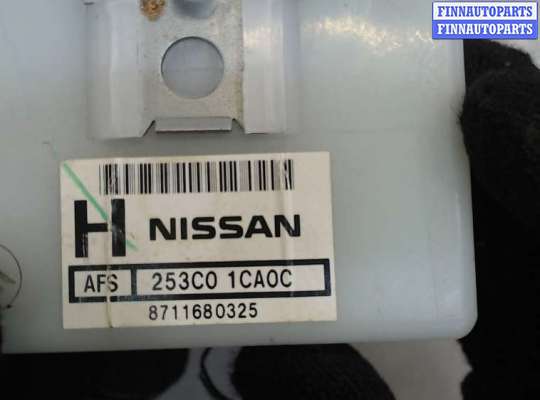 FINNAUTOPARTS
FINNAUTOPARTS
H NISSAN
AFS 253C0 1CA0C
8711680325